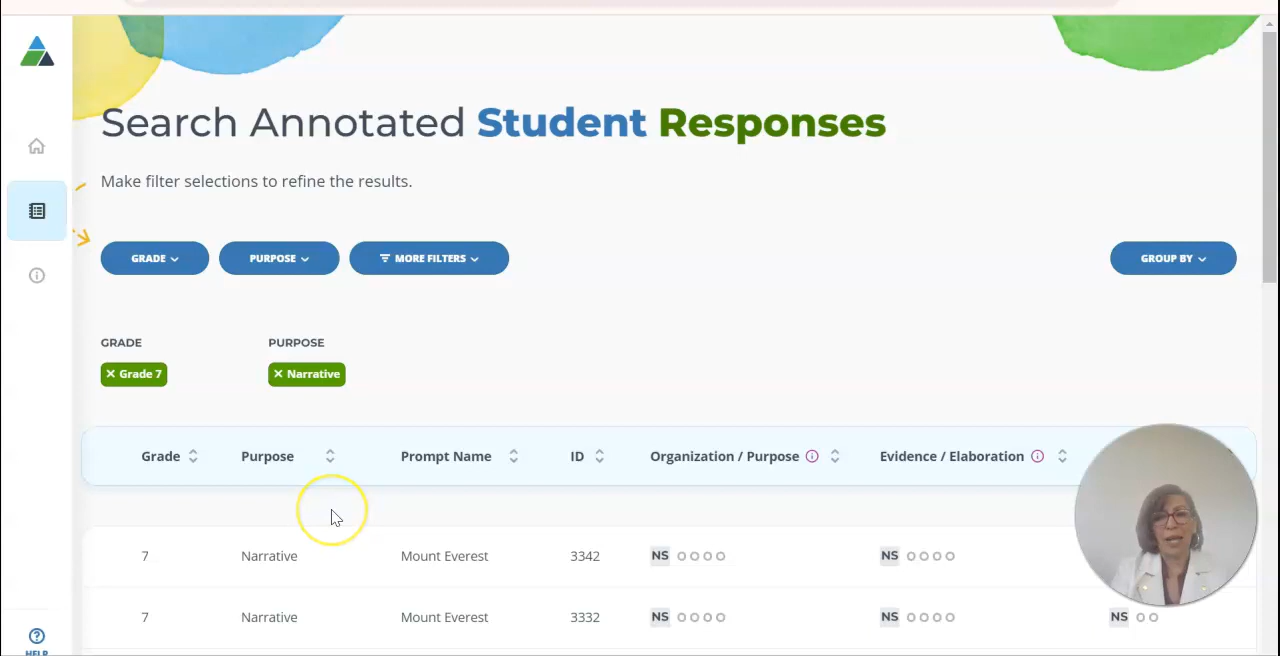 Search Annotated Student Responses
Make filter selections to refine the results.
GRADE PURPOSE MORE FILTERS GROUP BY
GRADE PURPOSE
× Grade 7 × Narrative
Grade Purpose Prompt Name ID Organization / Purpose Evidence / Elaboration
7 Narrative Mount Everest 3342 NS NS
7 Narrative Mount Everest 3332 NS NS NS
HELP